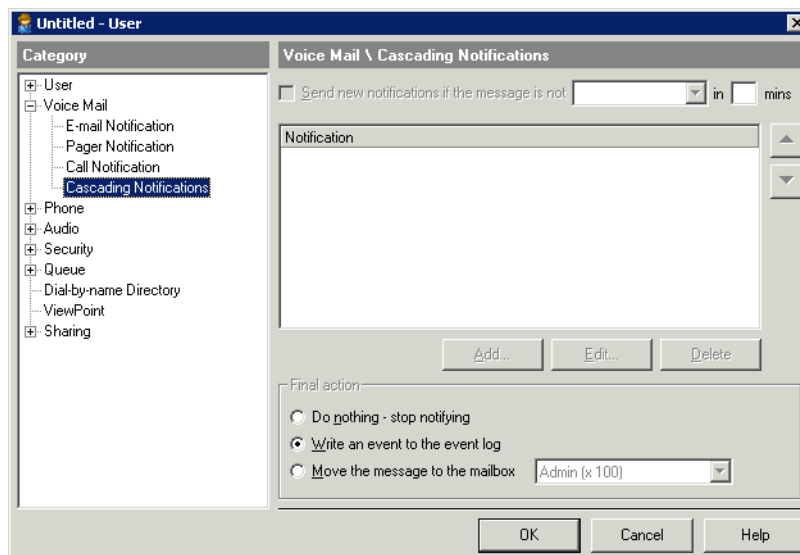 Untitled - User
Category
User
Voice Mail
E-mail Notification
Pager Notification
Call Notification
Cascading Notifications
Phone
Audio
Security
Queue
Dial-by-name Directory
ViewPoint
Sharing
Voice Mail \ Cascading Notifications
Send new notifications if the message is not in mins
Notification
Add... Edit... Delete
Final action
Do nothing - stop notifying
Write an event to the event log
Move the message to the mailbox Admin (x 100)
OK Cancel Help